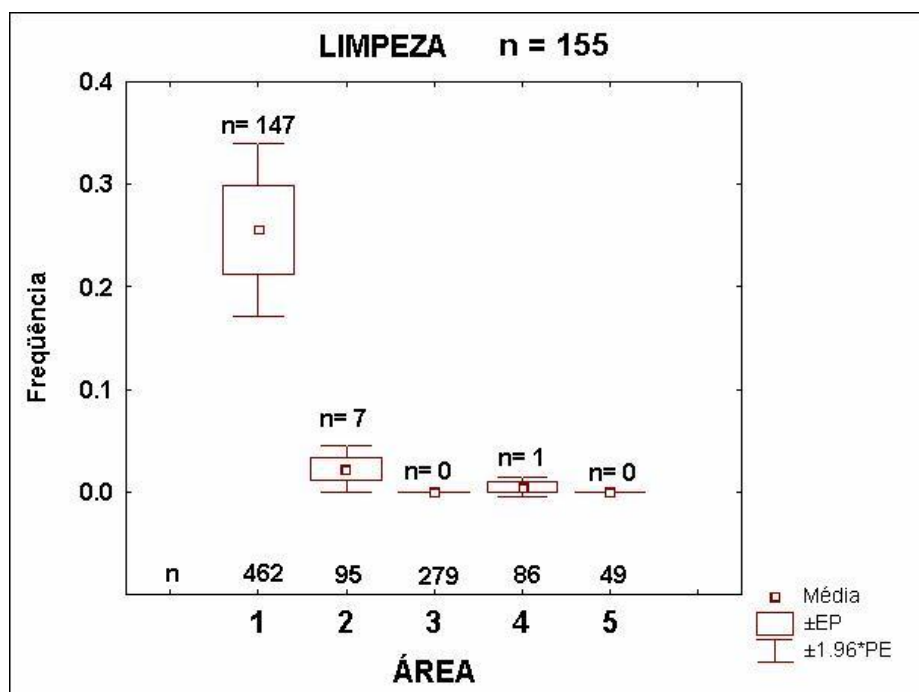 LIMPEZA n = 155
0.4
n= 147
0.3
0.2
Freqüência
0.1
n= 7
n= 0
n= 1
n= 0
0.0
n 462 95 279 86 49
1 2 3 4 5
ÁREA
Média
±EP
±1.96*PE